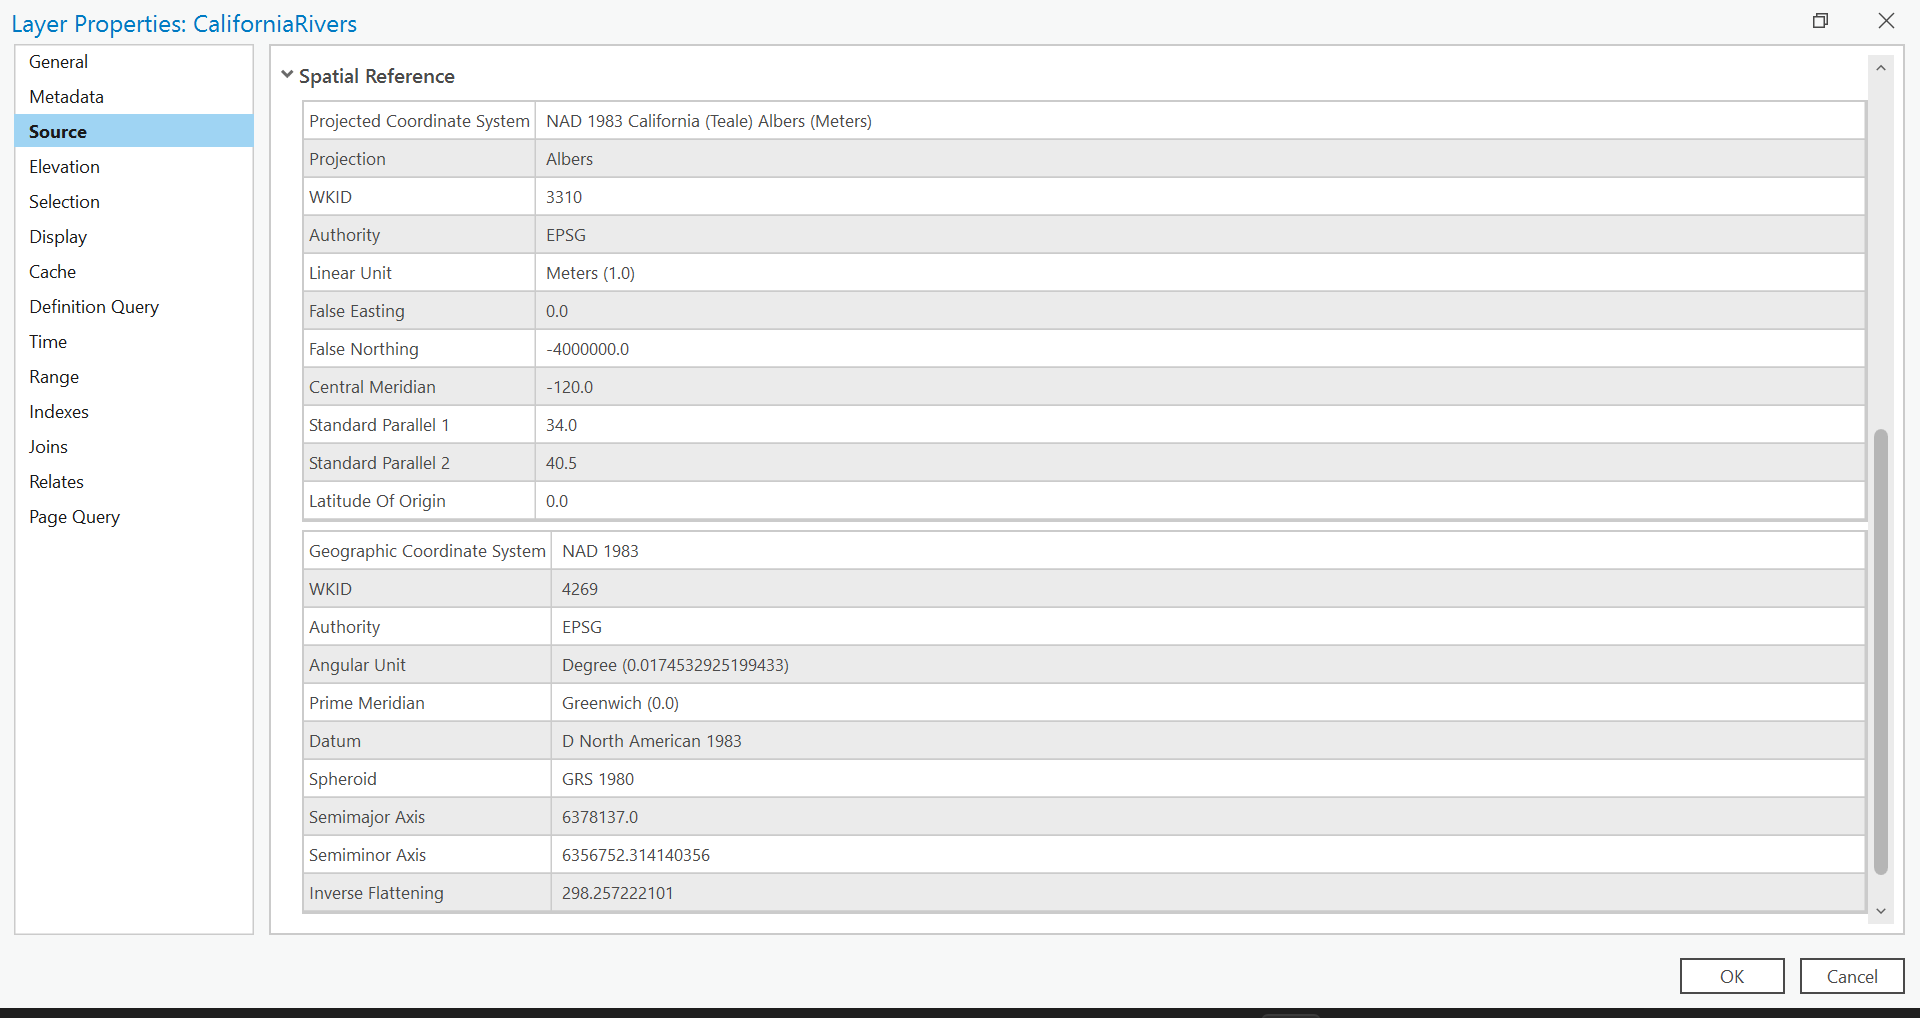 Layer Properties: CaliforniaRivers
General
Metadata
Source
Elevation
Selection
Display
Cache
Definition Query
Time
Range
Indexes
Joins
Relates
Page Query
Spatial Reference
Projected Coordinate System NAD 1983 California (Teale) Albers (Meters)
Projection Albers
WKID 3310
Authority EPSG
Linear Unit Meters (1.0)
False Easting 0.0
False Northing -4000000.0
Central Meridian -120.0
Standard Parallel 1 34.0
Standard Parallel 2 40.5
Latitude Of Origin 0.0
Geographic Coordinate System NAD 1983
WKID 4269
Authority EPSG
Angular Unit Degree (0.0174532925199433)
Prime Meridian Greenwich (0.0)
Datum D North American 1983
Spheroid GRS 1980
Semimajor Axis 6378137.0
Semiminor Axis 6356752.314140356
Inverse Flattening 298.257222101
OK Cancel